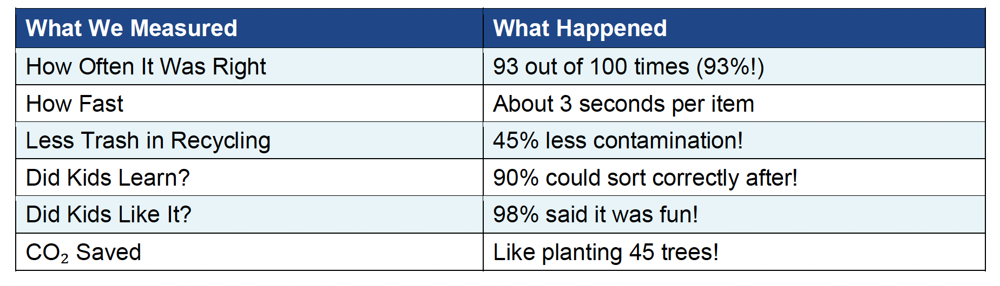 What We Measured What Happened
How Often It Was Right 93 out of 100 times (93%!)
How Fast About 3 seconds per item
Less Trash in Recycling 45% less contamination!
Did Kids Learn? 90% could sort correctly after!
Did Kids Like It? 98% said it was fun!
CO₂ Saved Like planting 45 trees!